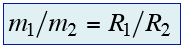 m₁/m₂ = R₁/R₂